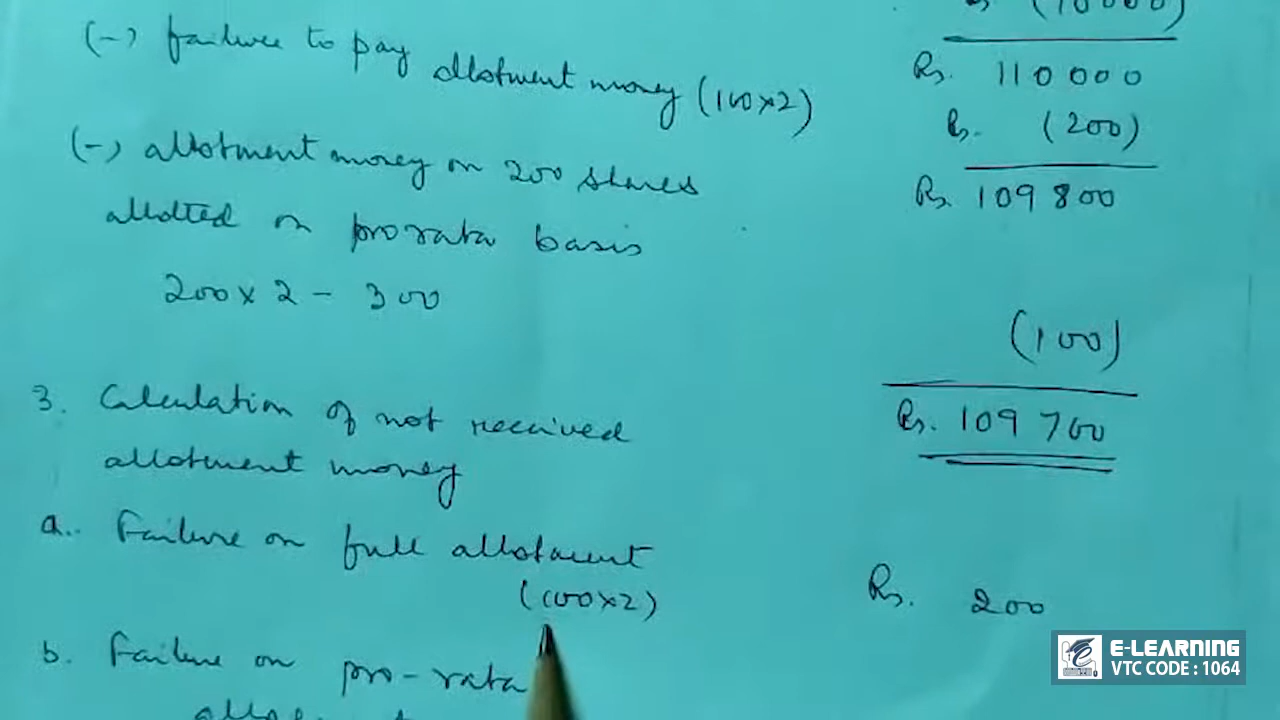 (10000)
(-) failure to pay allotment money (100×2)
Rs. 110000
Rs. (200)
Rs. 109800
(-) allotment money on 200 shares
allotted on prorata basis
200 × 2 - 300
(100)
Rs. 109700
3. Calculation of not received
allotment money
a. Failure on full allotment
(100×2)
Rs. 200
b. Failure on pro-rata
E-LEARNING
VTC CODE : 1064